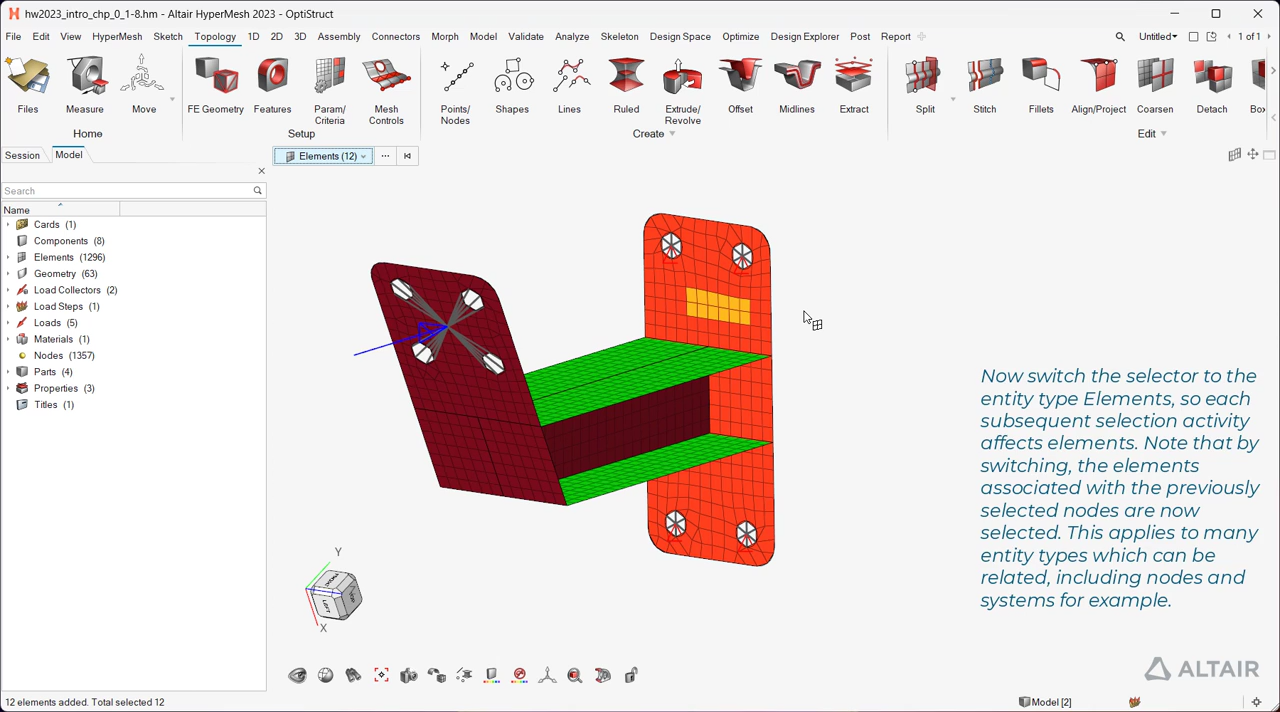 hw2023_intro_chp_0_1-8.hm - Altair HyperMesh 2023 - OptiStruct
File Edit View HyperMesh Sketch Topology 1D 2D 3D Assembly Connectors Morph Model Validate Analyze Skeleton Design Space Optimize Design Explorer Post Report Untitled 1 of 1
Files Measure Move FE Geometry Features Param/ Criteria Mesh Controls Points/ Nodes Shapes Lines Ruled Extrude/ Revolve Offset Midlines Extract Split Stitch Fillets Align/Project Coarsen Detach Box
Home Setup Create Edit
Session Model
Elements (12)
Search
Name
Cards (1)
Components (8)
Elements (1296)
Geometry (63)
Load Collectors (2)
Load Steps (1)
Loads (5)
Materials (1)
Nodes (1357)
Parts (4)
Properties (3)
Titles (1)
Now switch the selector to the
entity type Elements, so each
subsequent selection activity
affects elements. Note that by
switching, the elements
associated with the previously
selected nodes are now
selected. This applies to many
entity types which can be
related, including nodes and
systems for example.
Y
LEFT
X
ALTAIR
12 elements added. Total selected 12
Model [2]